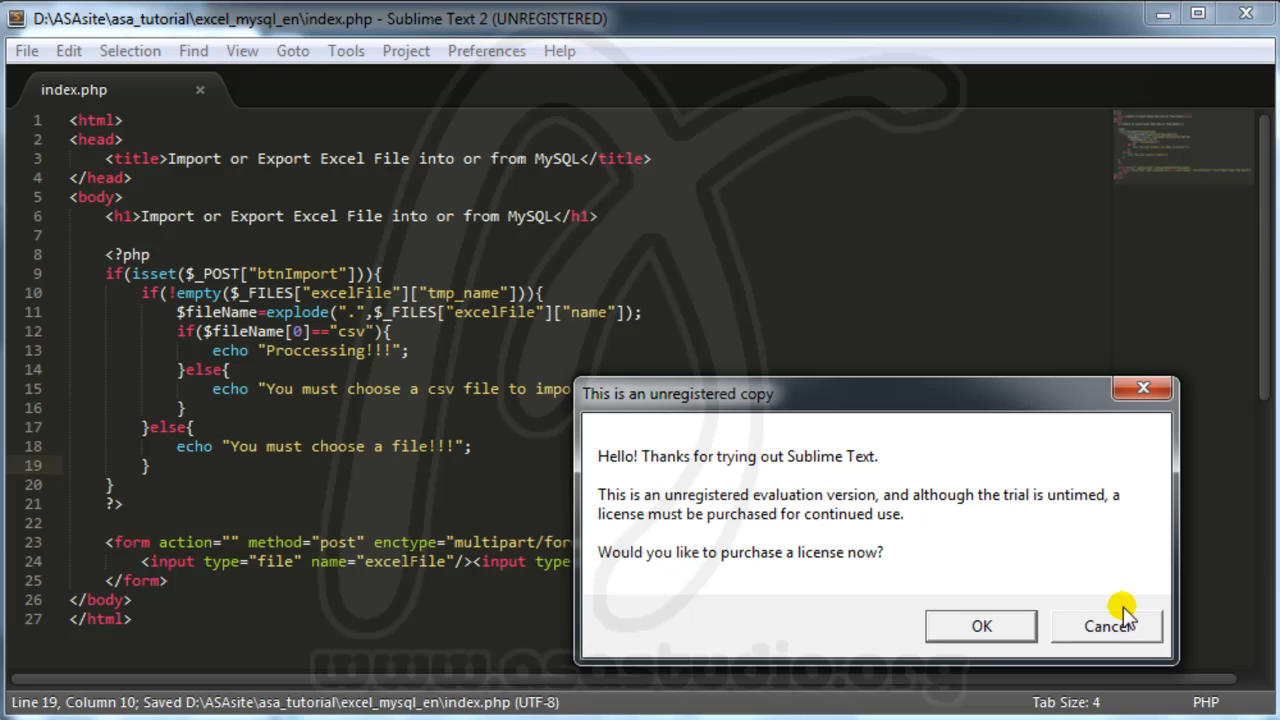 D:\ASAsite\asa_tutorial\excel_mysql_en\index.php - Sublime Text 2 (UNREGISTERED)
File Edit Selection Find View Goto Tools Project Preferences Help
index.php
1 <html>
2 <head>
3 <title>Import or Export Excel File into or from MySQL</title>
4 </head>
5 <body>
6 <h1>Import or Export Excel File into or from MySQL</h1>
7
8 <?php
9 if(isset($_POST["btnImport"])){
10 if(!empty($_FILES["excelFile"]["tmp_name"])){
11 $fileName=explode(".",$_FILES["excelFile"]["name"]);
12 if($fileName[0]=="csv"){
13 echo "Proccessing!!!";
14 }else{
15 echo "You must choose a csv file to impo
16 }
17 }else{
18 echo "You must choose a file!!!";
19 }
20 }
21 ?>
22
23 <form action="" method="post" enctype="multipart/for
24 <input type="file" name="excelFile"/><input type
25 </form>
26 </body>
27 </html>
This is an unregistered copy
Hello! Thanks for trying out Sublime Text.
This is an unregistered evaluation version, and although the trial is untimed, a
license must be purchased for continued use.
Would you like to purchase a license now?
OK Cancel
www.asastudio.org
Line 19, Column 10; Saved D:\ASAsite\asa_tutorial\excel_mysql_en\index.php (UTF-8) Tab Size: 4 PHP